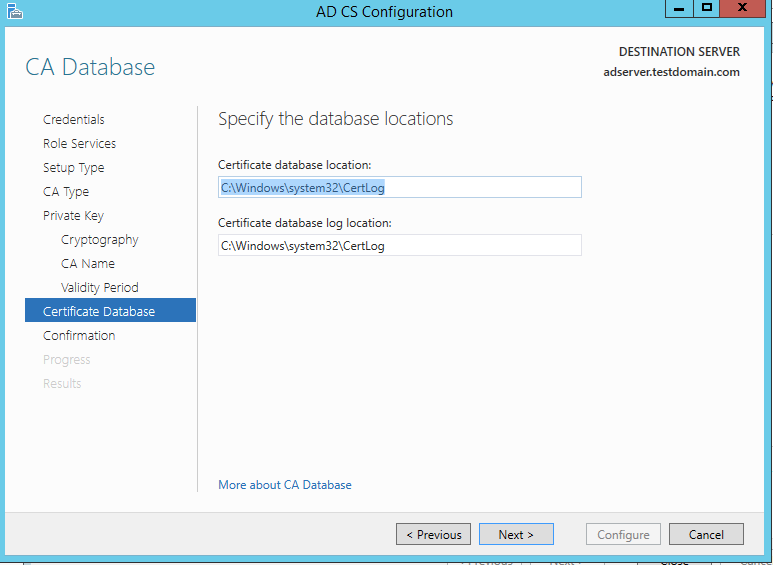 AD CS Configuration
CA Database
DESTINATION SERVER
adserver.testdomain.com
Credentials
Role Services
Setup Type
CA Type
Private Key
Cryptography
CA Name
Validity Period
Certificate Database
Confirmation
Progress
Results
Specify the database locations
Certificate database location:
C:\Windows\system32\CertLog
Certificate database log location:
C:\Windows\system32\CertLog
More about CA Database
< Previous
Next >
Configure
Cancel